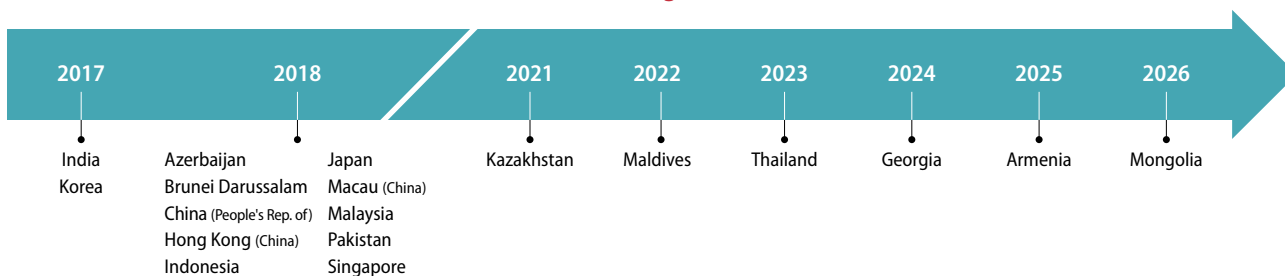 2017
2018
2021
2022
2023
2024
2025
2026
India
Korea
Azerbaijan
Brunei Darussalam
China (People's Rep. of)
Hong Kong (China)
Indonesia
Japan
Macau (China)
Malaysia
Pakistan
Singapore
Kazakhstan
Maldives
Thailand
Georgia
Armenia
Mongolia